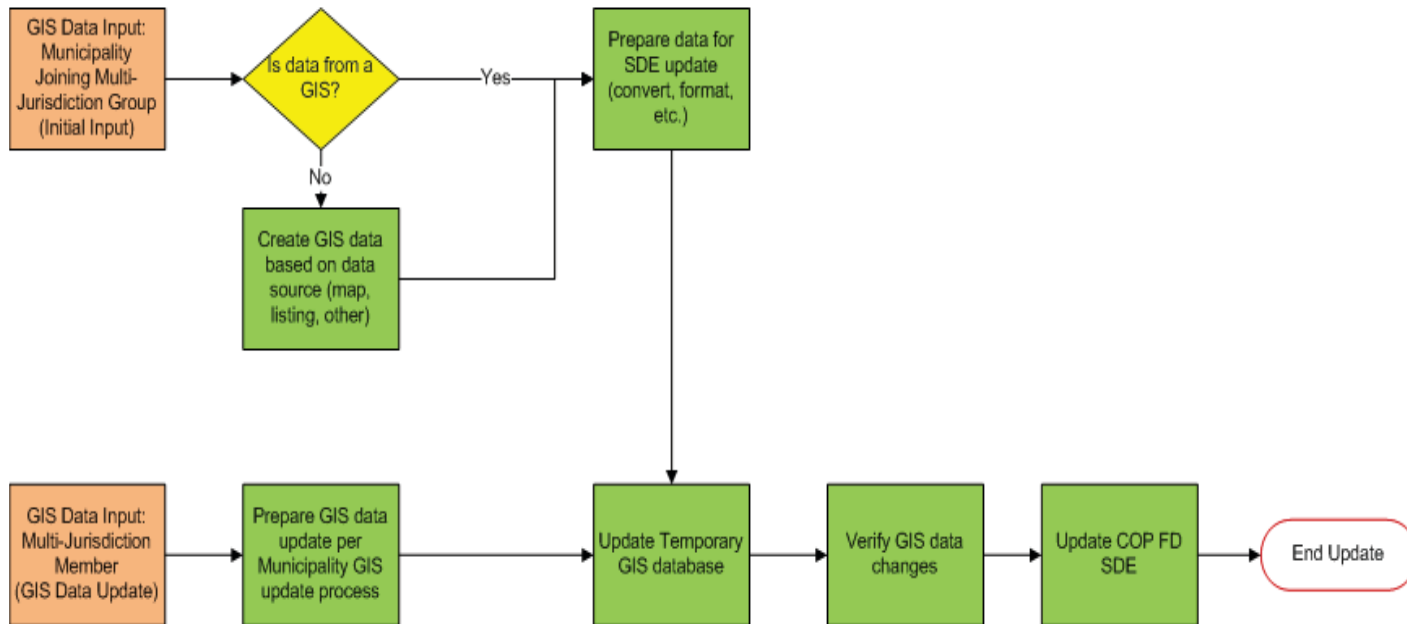 GIS Data Input:
Municipality
Joining Multi-
Jurisdiction Group
(Initial Input)
Is data from a
GIS?
Yes
Prepare data for
SDE update
(convert, format,
etc.)
No
Create GIS data
based on data
source (map,
listing, other)
GIS Data Input:
Multi-Jurisdiction
Member
(GIS Data Update)
Prepare GIS data
update per
Municipality GIS
update process
Update Temporary
GIS database
Verify GIS data
changes
Update COP FD
SDE
End Update